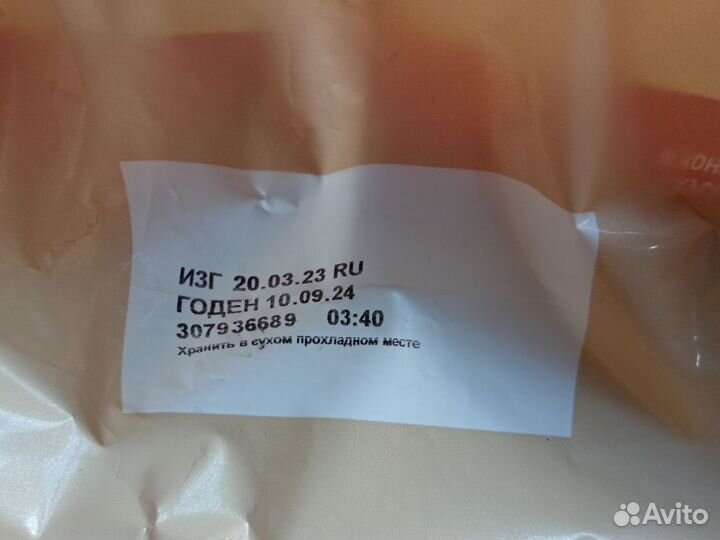 ИЗГ 20.03.23 RU
ГОДЕН 10.09.24
307936689 03:40
Хранить в сухом прохладном месте
Avito